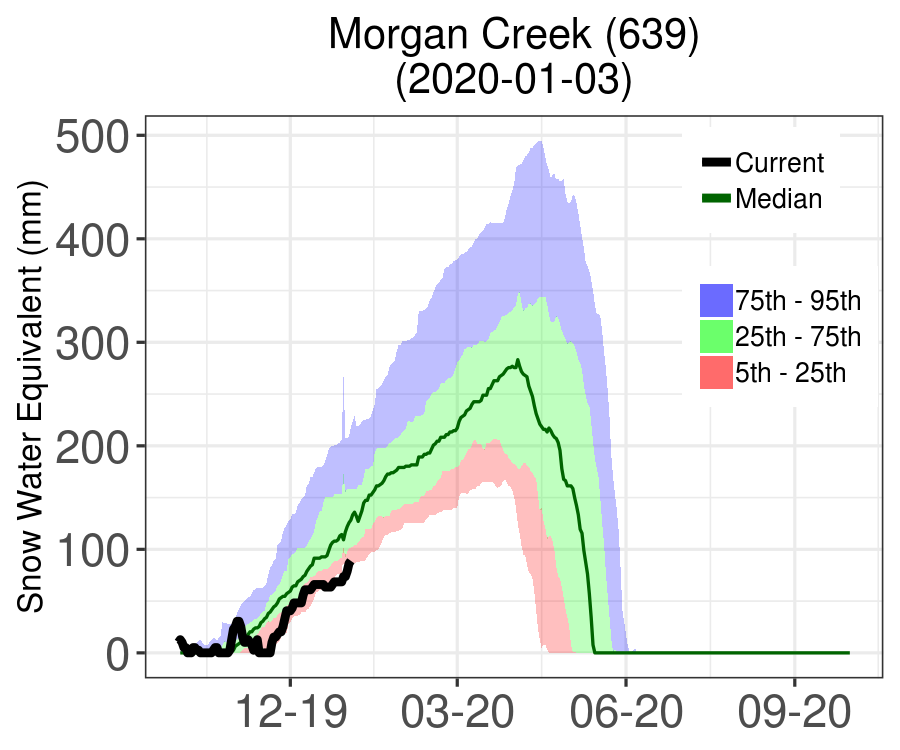 Morgan Creek (639)
(2020-01-03)
Snow Water Equivalent (mm)
500
400
300
200
100
0
Current
Median
75th - 95th
25th - 75th
5th - 25th
12-19
03-20
06-20
09-20